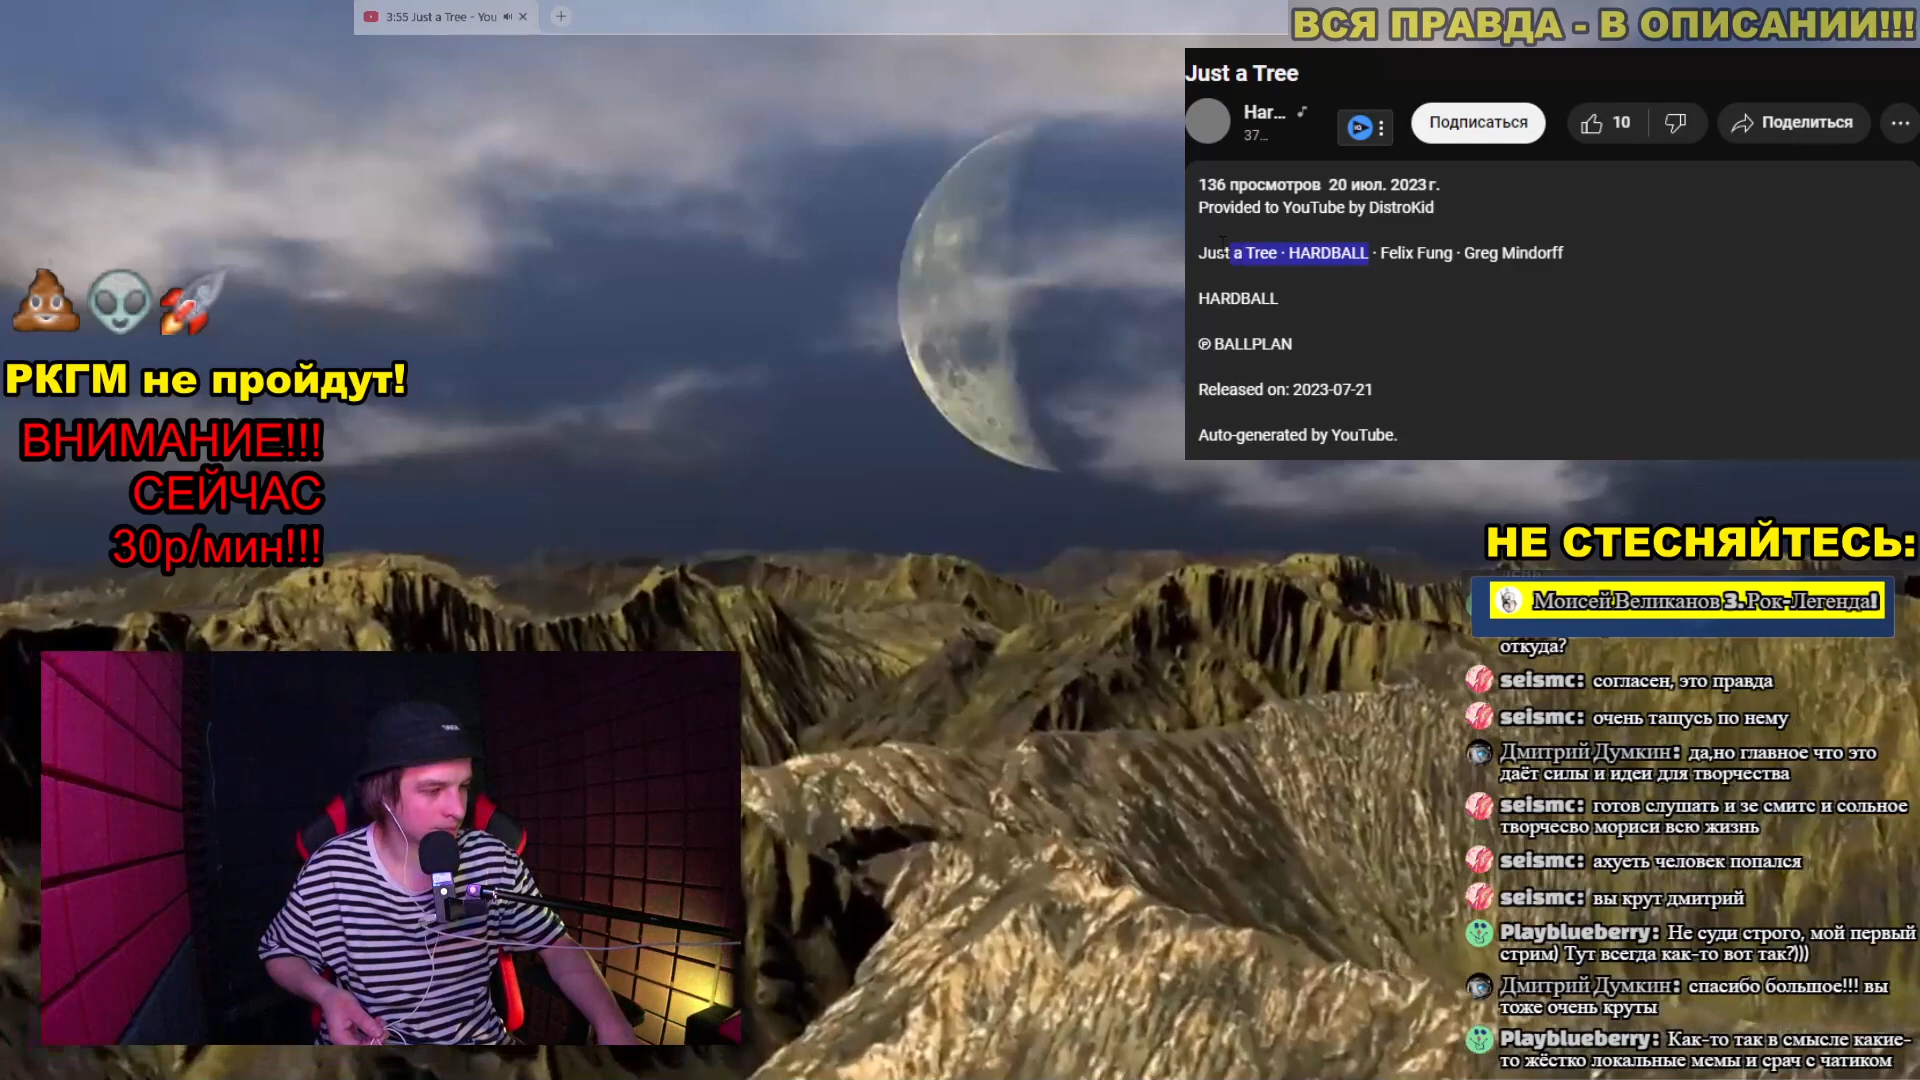 3:55 Just a Tree - You
ВСЯ ПРАВДА - В ОПИСАНИИ!!!
Just a Tree
Har...
37...
Подписаться
10
Поделиться
136 просмотров 20 июл. 2023 г.
Provided to YouTube by DistroKid
Just a Tree · HARDBALL · Felix Fung · Greg Mindorff
HARDBALL
℗ BALLPLAN
Released on: 2023-07-21
Auto-generated by YouTube.
РКГМ не пройдут!
ВНИМАНИЕ!!!
СЕЙЧАС
30р/мин!!!
НЕ СТЕСНЯЙТЕСЬ:
Моисей Великанов 3. Рок-Легенда!
откуда?
seismc: согласен, это правда
seismc: очень тащусь по нему
Дмитрий Думкин: да,но главное что это
даёт силы и идеи для творчества
seismc: готов слушать и зе смитс и сольное
творчесво мориси всю жизнь
seismc: ахуеть человек попался
seismc: вы крут дмитрий
Playblueberry: Не суди строго, мой первый
стрим) Тут всегда как-то вот так?)))
Дмитрий Думкин: спасибо большое!!! вы
тоже очень круты
Playblueberry: Как-то так в смысле какие-
то жёстко локальные мемы и срач с чатиком